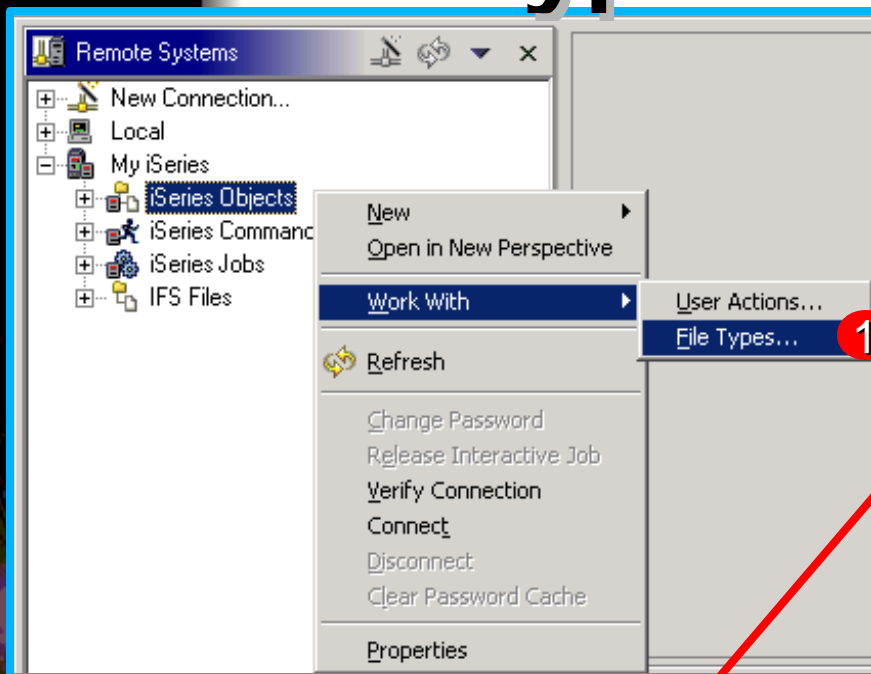 Remote Systems
New Connection...
Local
My iSeries
iSeries Objects
iSeries Command
iSeries Jobs
IFS Files
New
Open in New Perspective
Work With
Refresh
Change Password
Release Interactive Job
Verify Connection
Connect
Disconnect
Clear Password Cache
Properties
User Actions...
File Types...
1